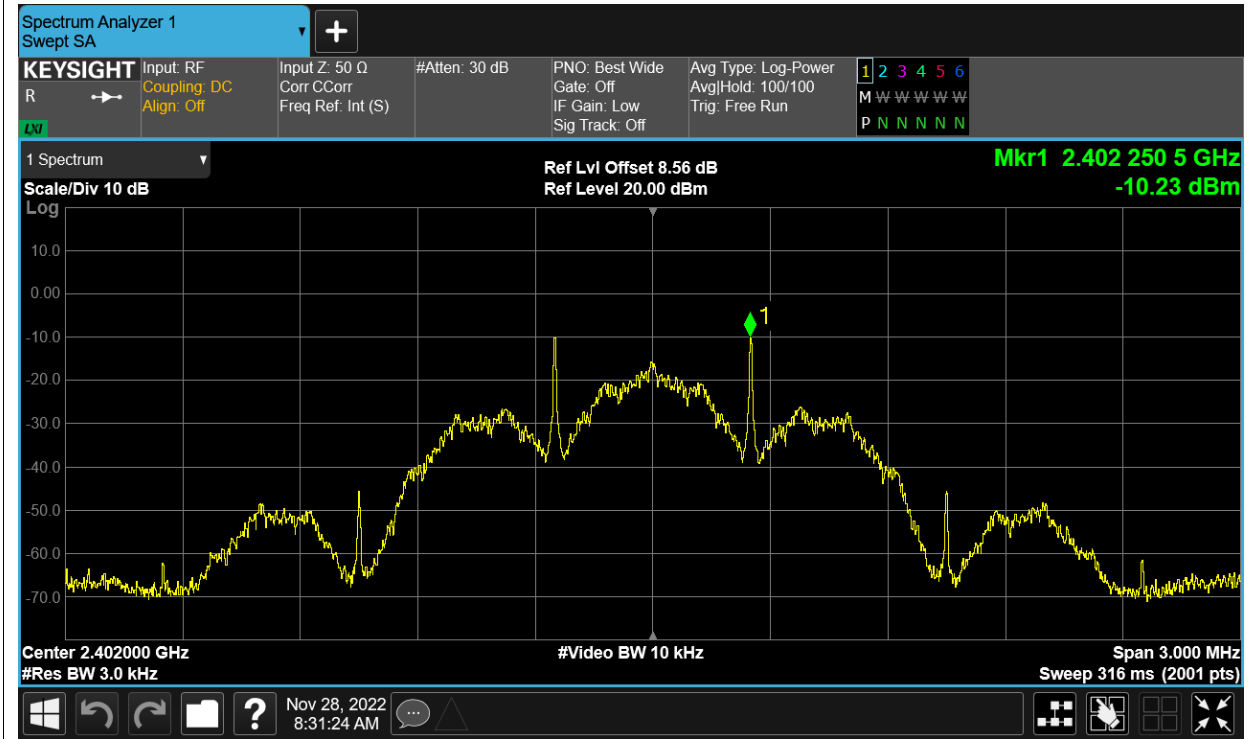 Spectrum Analyzer 1
Swept SA
+
KEYSIGHT
R
LXI
Input: RF
Coupling: DC
Align: Off
Input Z: 50 Ω
Corr CCorr
Freq Ref: Int (S)
#Atten: 30 dB
PNO: Best Wide
Gate: Off
IF Gain: Low
Sig Track: Off
Avg Type: Log-Power
Avg|Hold: 100/100
Trig: Free Run
1 2 3 4 5 6
M W W W W W
P N N N N N
1 Spectrum
Scale/Div 10 dB
Log
Ref Lvl Offset 8.56 dB
Ref Level 20.00 dBm
Mkr1 2.402 250 5 GHz
-10.23 dBm
10.0
0.00
-10.0
-20.0
-30.0
-40.0
-50.0
-60.0
-70.0
1
Center 2.402000 GHz
#Res BW 3.0 kHz
#Video BW 10 kHz
Span 3.000 MHz
Sweep 316 ms (2001 pts)
?
Nov 28, 2022
8:31:24 AM